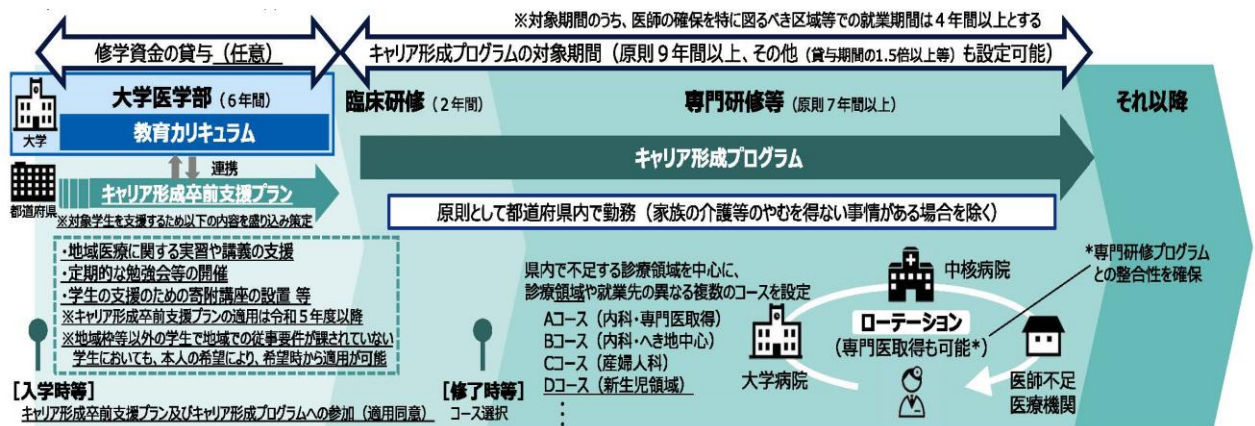 ※対象期間のうち、医師の確保を特に図るべき区域等での就業期間は４年間以上とする
修学資金の貸与（任意）
キャリア形成プログラムの対象期間（原則９年間以上、その他（貸与期間の1.5倍以上等）も設定可能）
大学医学部（６年間）
臨床研修（２年間）
専門研修等（原則７年間以上）
それ以降
大学
教育カリキュラム
連携
キャリア形成プログラム
都道府県
キャリア形成卒前支援プラン
※対象学生を支援するため以下の内容を盛り込み策定
原則として都道府県内で勤務（家族の介護等のやむを得ない事情がある場合を除く）
・地域医療に関する実習や講義の支援
・定期的な勉強会等の開催
・学生の支援のための寄附講座の設置 等
※キャリア形成卒前支援プランの適用は令和５年度以降
※地域枠等以外の学生で地域での従事要件が課されていない
学生においても、本人の希望により、希望時から適用が可能
県内で不足する診療領域を中心に、
診療領域や就業先の異なる複数のコースを設定
Aコース（内科・専門医取得）
Bコース（内科・へき地中心）
Cコース（産婦人科）
Dコース（新生児領域）
⋮
中核病院
*専門研修プログラム
との整合性を確保
ローテーション
（専門医取得も可能*）
大学病院
医師不足
医療機関
[入学時等]
キャリア形成卒前支援プラン及びキャリア形成プログラムへの参加（適用同意）
[修了時等]
コース選択